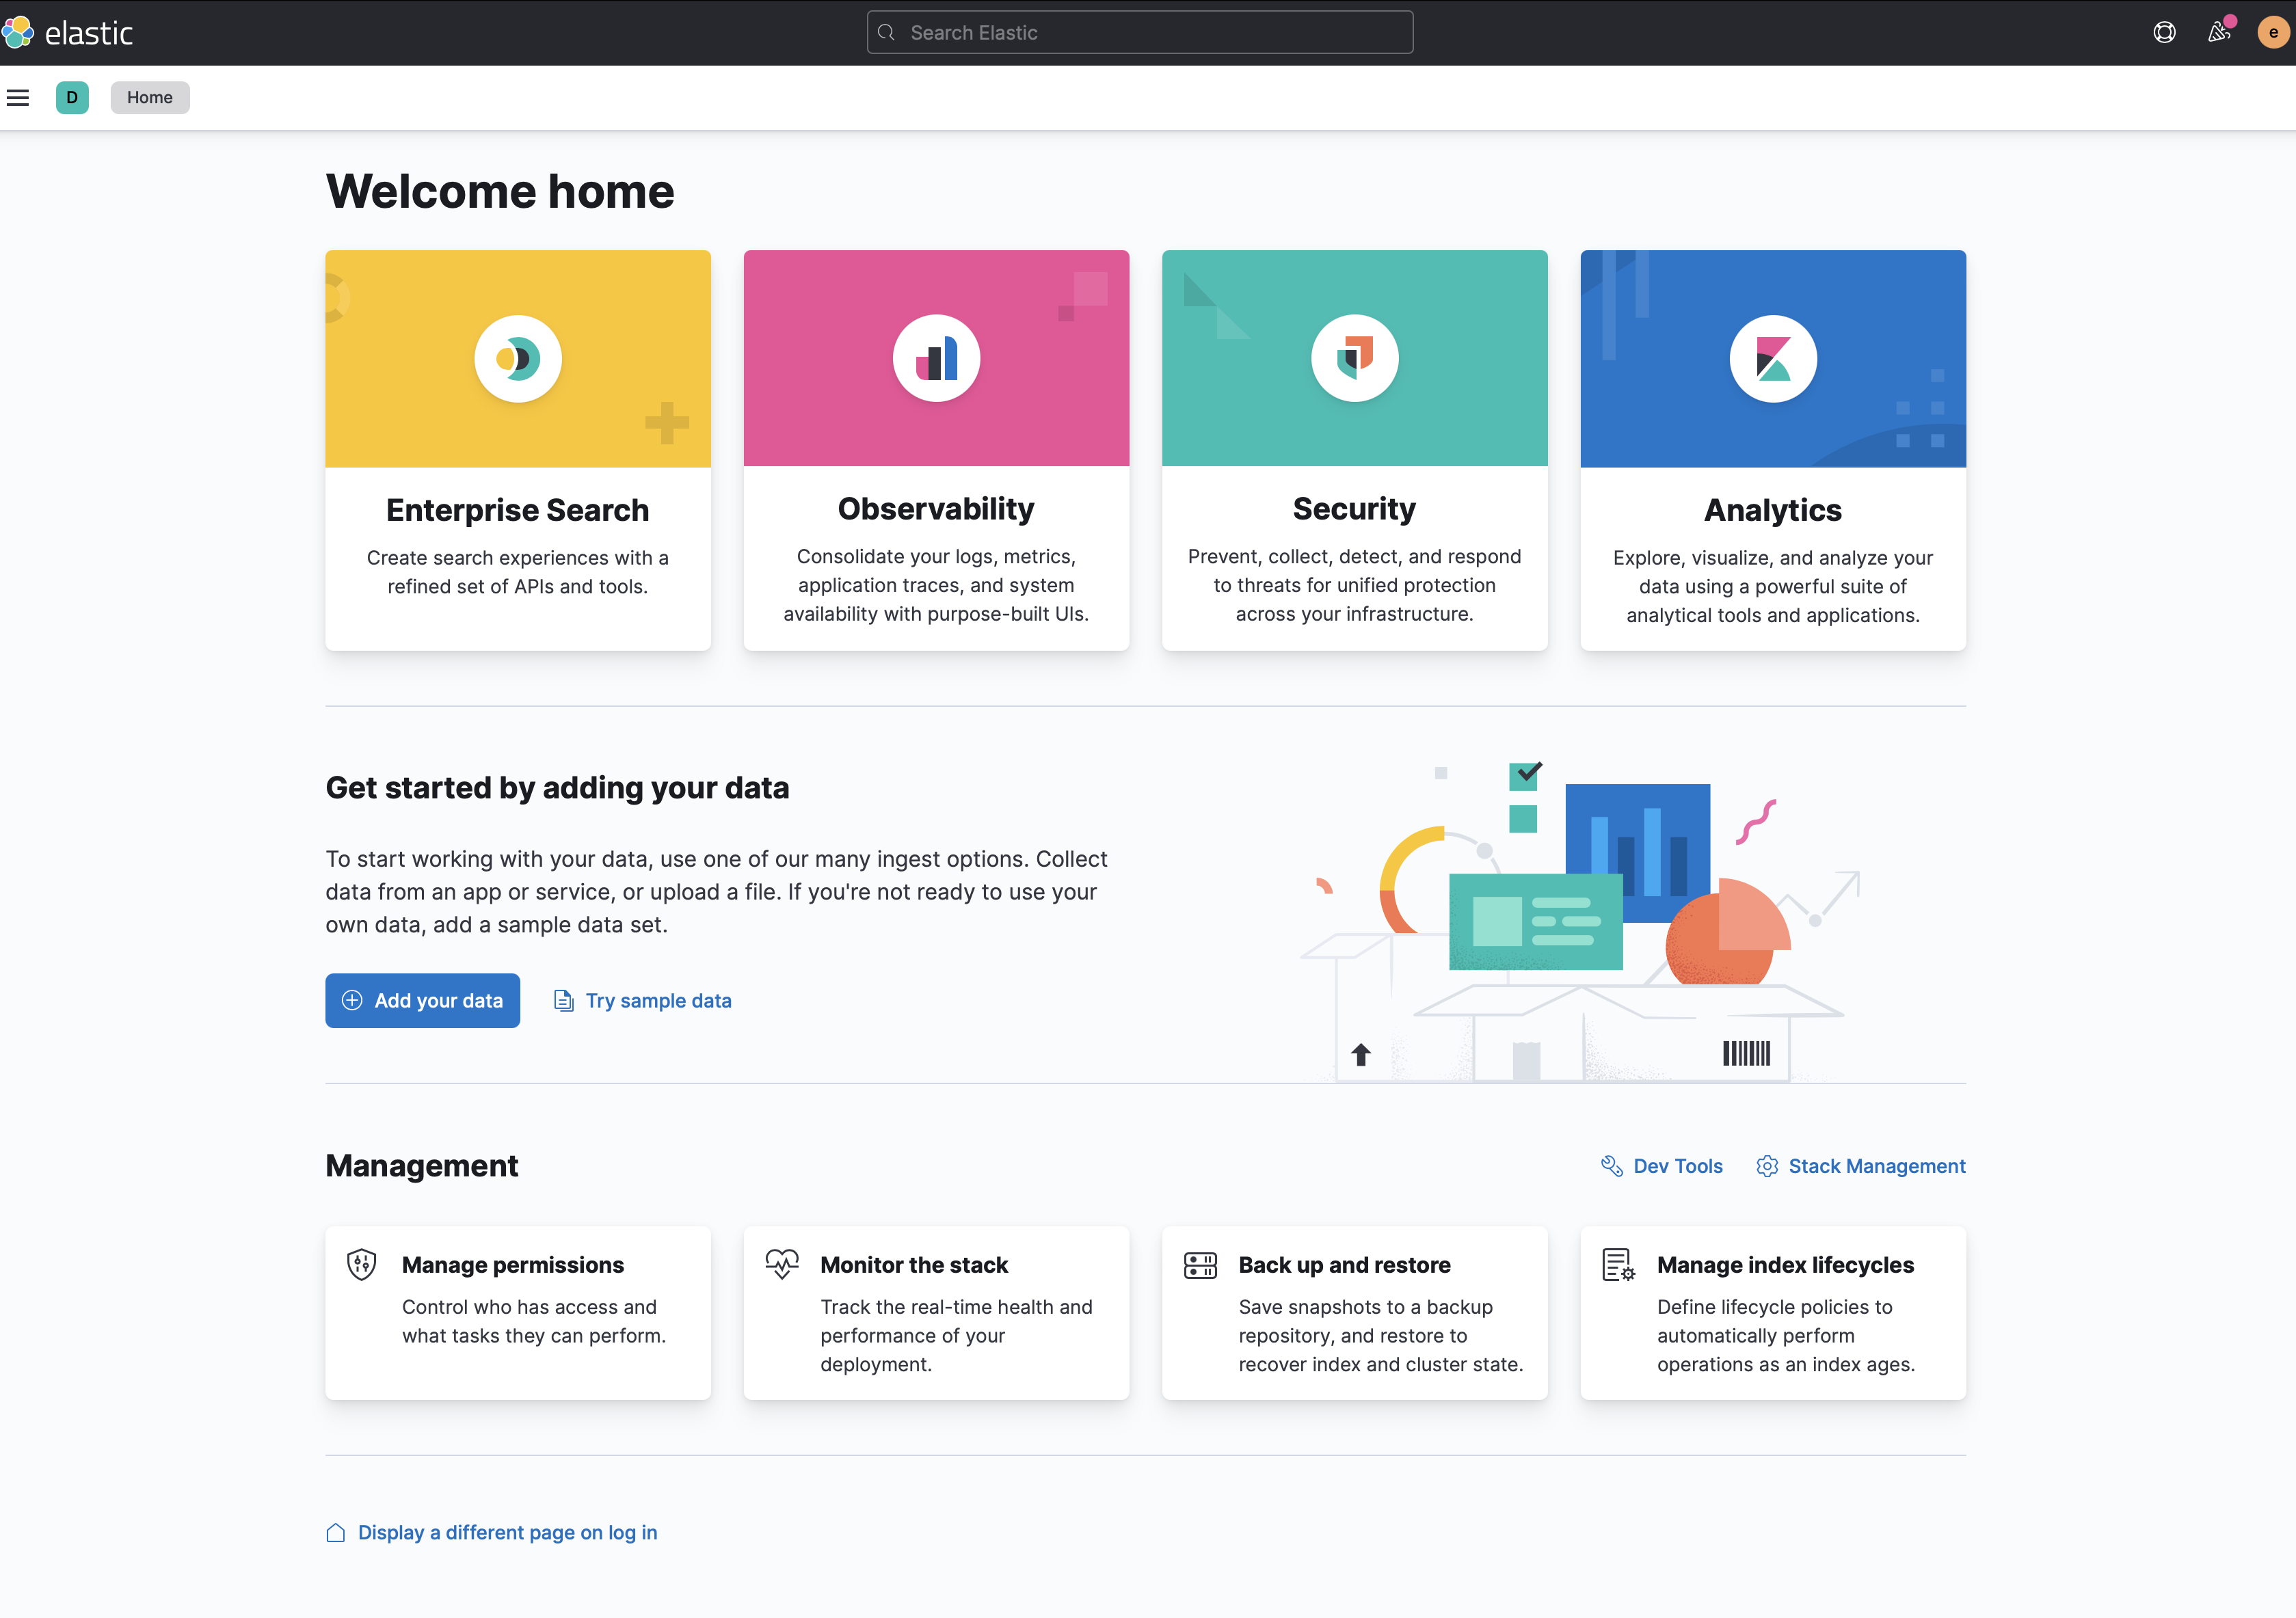 elastic
Search Elastic
e
D
Home
Welcome home
Enterprise Search
Create search experiences with a
refined set of APIs and tools.
Observability
Consolidate your logs, metrics,
application traces, and system
availability with purpose-built UIs.
Security
Prevent, collect, detect, and respond
to threats for unified protection
across your infrastructure.
Analytics
Explore, visualize, and analyze your
data using a powerful suite of
analytical tools and applications.
Get started by adding your data
To start working with your data, use one of our many ingest options. Collect
data from an app or service, or upload a file. If you're not ready to use your
own data, add a sample data set.
Add your data
Try sample data
Management
Dev Tools
Stack Management
Manage permissions
Control who has access and
what tasks they can perform.
Monitor the stack
Track the real-time health and
performance of your
deployment.
Back up and restore
Save snapshots to a backup
repository, and restore to
recover index and cluster state.
Manage index lifecycles
Define lifecycle policies to
automatically perform
operations as an index ages.
Display a different page on log in